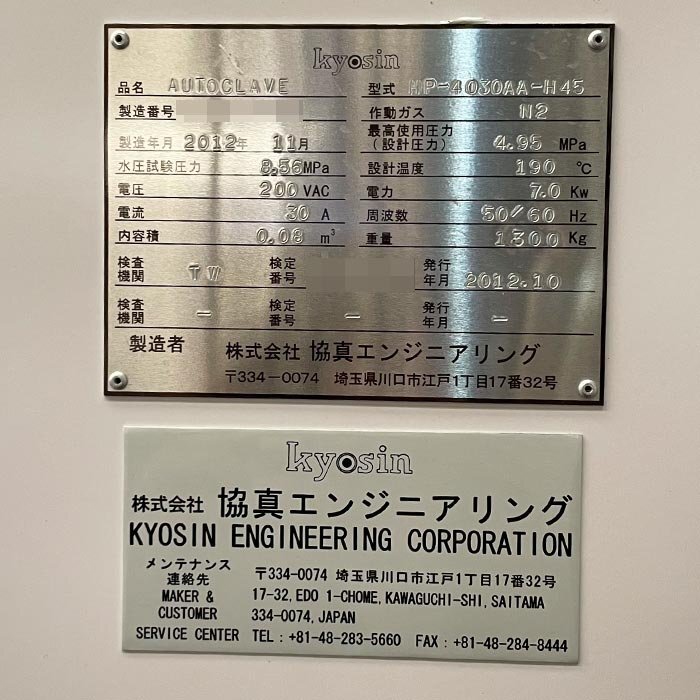 kyosin
品名 AUTOCLAVE 型式 HP-4030AA-H45
製造番号 作動ガス N2
製造年月 2012年 11月 最高使用圧力(設計圧力) 4.95 MPa
水圧試験圧力 8.56MPa 設計温度 190 ℃
電圧 200 VAC 電力 7.0 Kw
電流 30 A 周波数 50/60 Hz
内容積 0.08 m³ 重量 1300 Kg
検査機関 TW 検定番号 発行年月 2012.10
検査機関 - 検定番号 - 発行年月 -
製造者 株式会社 協真エンジニアリング
〒334-0074 埼玉県川口市江戸1丁目17番32号
kyosin
株式会社 協真エンジニアリング
KYOSIN ENGINEERING CORPORATION
メンテナンス連絡先 〒334-0074 埼玉県川口市江戸1丁目17番32号
MAKER & 17-32, EDO 1-CHOME, KAWAGUCHI-SHI, SAITAMA
CUSTOMER 334-0074, JAPAN
SERVICE CENTER TEL : +81-48-283-5660 FAX : +81-48-284-8444